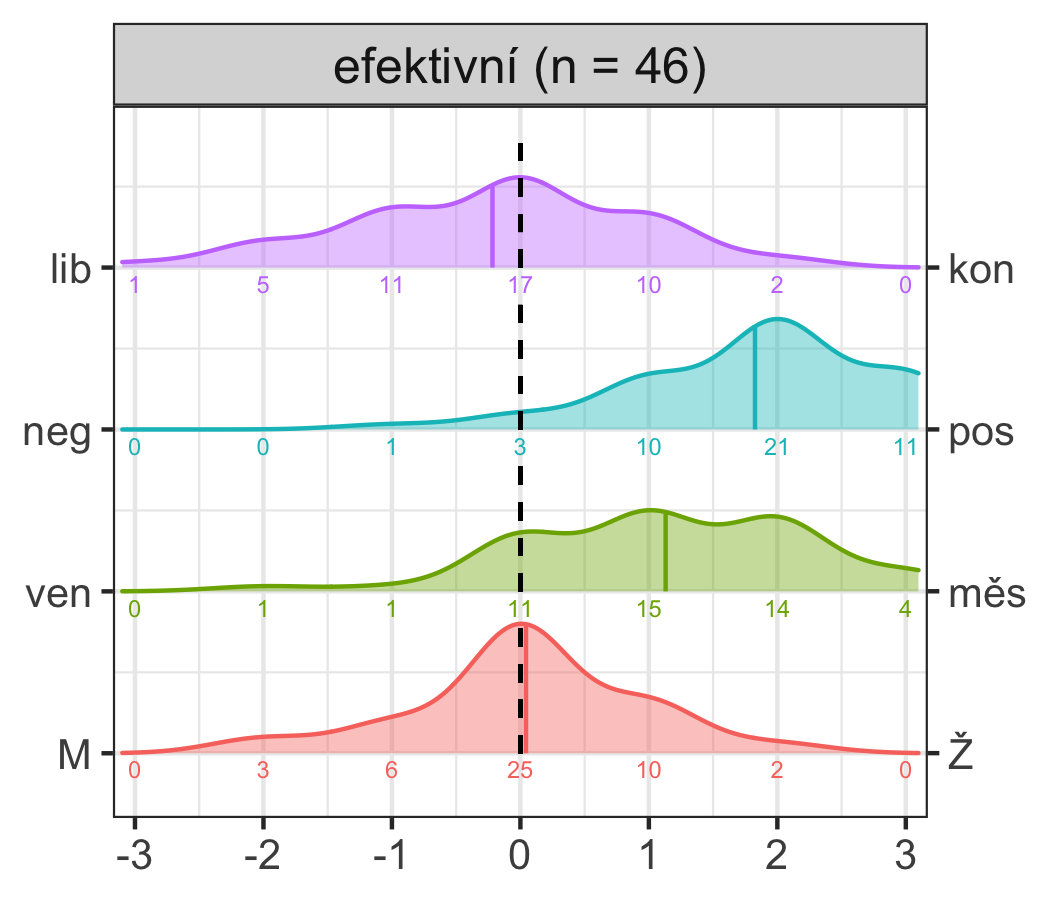 efektivní (n = 46)
lib kon
1 5 11 17 10 2 0
neg pos
0 0 1 3 10 21 11
ven měs
0 1 1 11 15 14 4
M Ž
0 3 6 25 10 2 0
-3 -2 -1 0 1 2 3